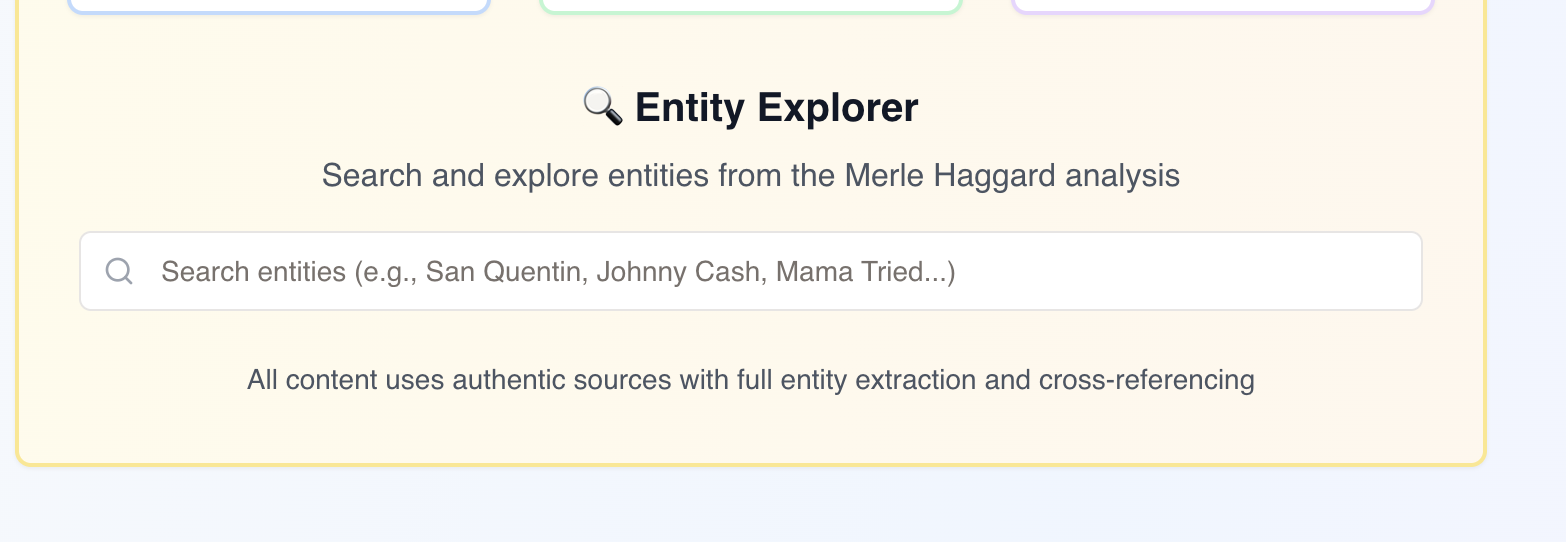 🔍 Entity Explorer
Search and explore entities from the Merle Haggard analysis
Search entities (e.g., San Quentin, Johnny Cash, Mama Tried...)
All content uses authentic sources with full entity extraction and cross-referencing